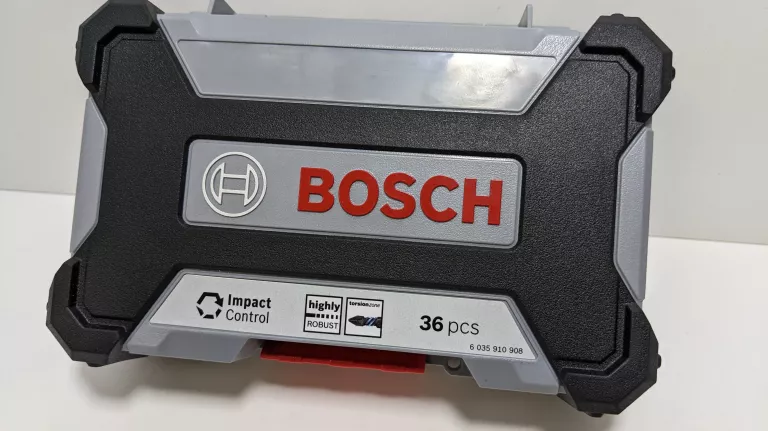 BOSCH
Impact
Control
highly
ROBUST
torsionzone
36 pcs
6 035 910 908